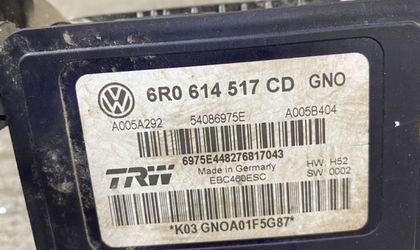 6R0 614 517 CD GNO
A005A292 54086975E A005B404
6975E448276817043
TRW Made in Germany HW: H52
EBC460ESC SW: 0002
*K03 GNOA01F5G87*